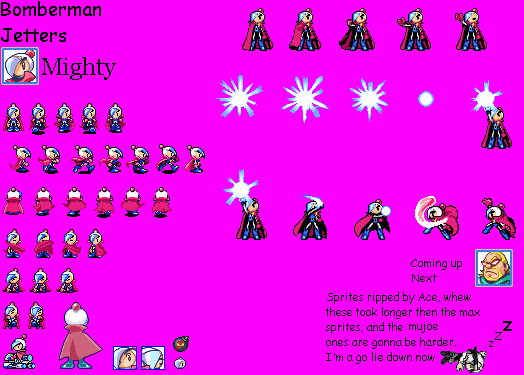 Bomberman
Jetters
Mighty
Coming up
Next
Sprites ripped by Ace, whew
these took longer then the max
sprites, and the mujoe
ones are gonna be harder..
I'm a go lie down now
z z Z